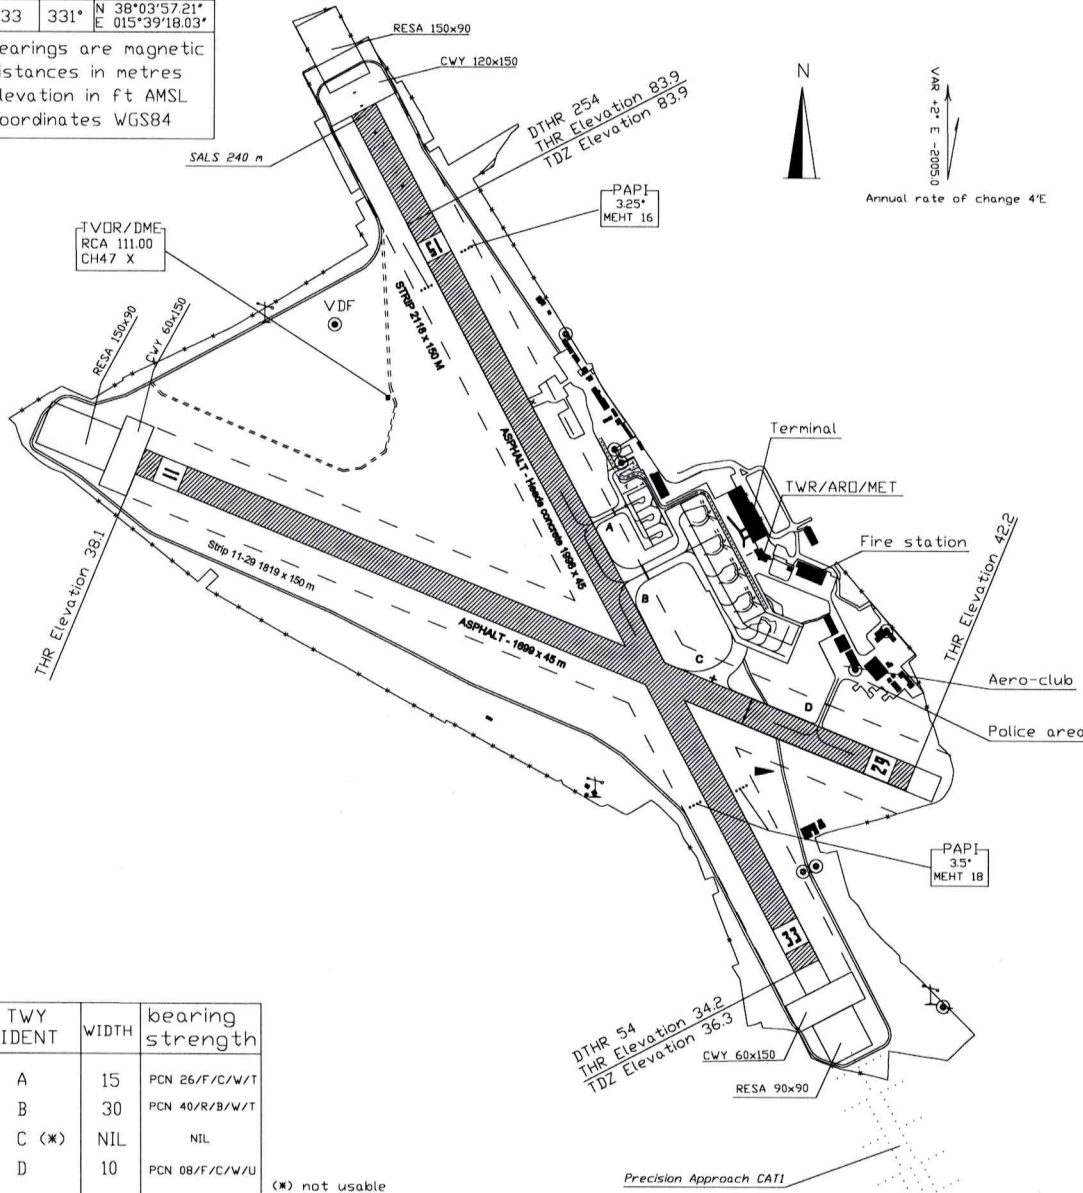 33 331° N 38°03'57.21"
E 015°39'18.03"
earings are magnetic
istances in metres
levation in ft AMSL
oordinates WGS84
RESA 150x90
CWY 120x150
SALS 240 m
DTHR 254
THR Elevation 83.9
TDZ Elevation 83.9
N
VAR +2° E -2005.0
Annual rate of change 4'E
PAPI
3.25°
MEHT 16
TVOR/DME
RCA 111.00
CH47 X
VDF
RESA 150x90
CWY 60x150
15
STRIP 2118 x 150 M
ASPHALT - Heads concrete 1998 x 45
Terminal
TWR/ARO/MET
Fire station
THR Elevation 42.2
11
Strip 11-29 1819 x 150 m
THR Elevation 38.1
ASPHALT - 1699 x 45 m
A
B
C
D
Aero-club
Police area
29
PAPI
3.5°
MEHT 18
33
DTHR 54
THR Elevation 34.2
TDZ Elevation 36.3
CWY 60x150
RESA 90x90
Precision Approach CAT1
TWY IDENT WIDTH bearing strength
A 15 PCN 26/F/C/W/T
B 30 PCN 40/R/B/W/T
C (*) NIL NIL
D 10 PCN 08/F/C/W/U
(*) not usable